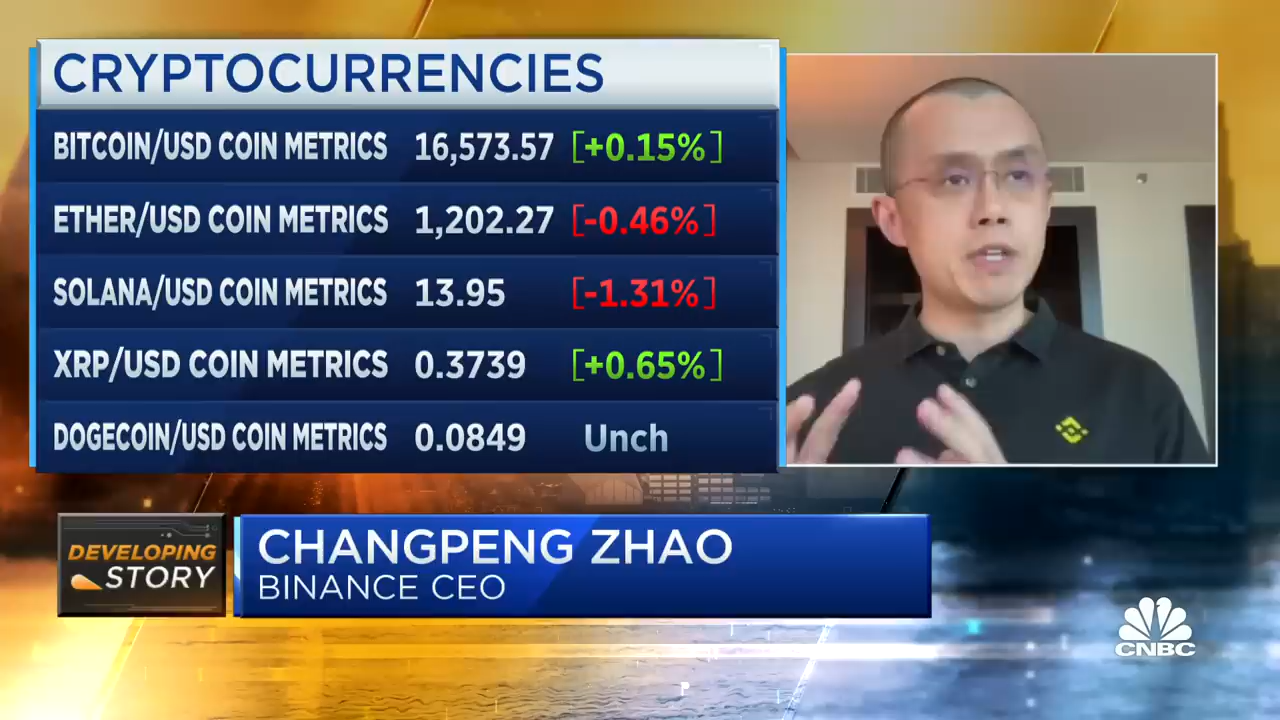 CRYPTOCURRENCIES
BITCOIN/USD COIN METRICS 16,573.57 [+0.15%]
ETHER/USD COIN METRICS 1,202.27 [-0.46%]
SOLANA/USD COIN METRICS 13.95 [-1.31%]
XRP/USD COIN METRICS 0.3739 [+0.65%]
DOGECOIN/USD COIN METRICS 0.0849 Unch
DEVELOPING
STORY
CHANGPENG ZHAO
BINANCE CEO
CNBC